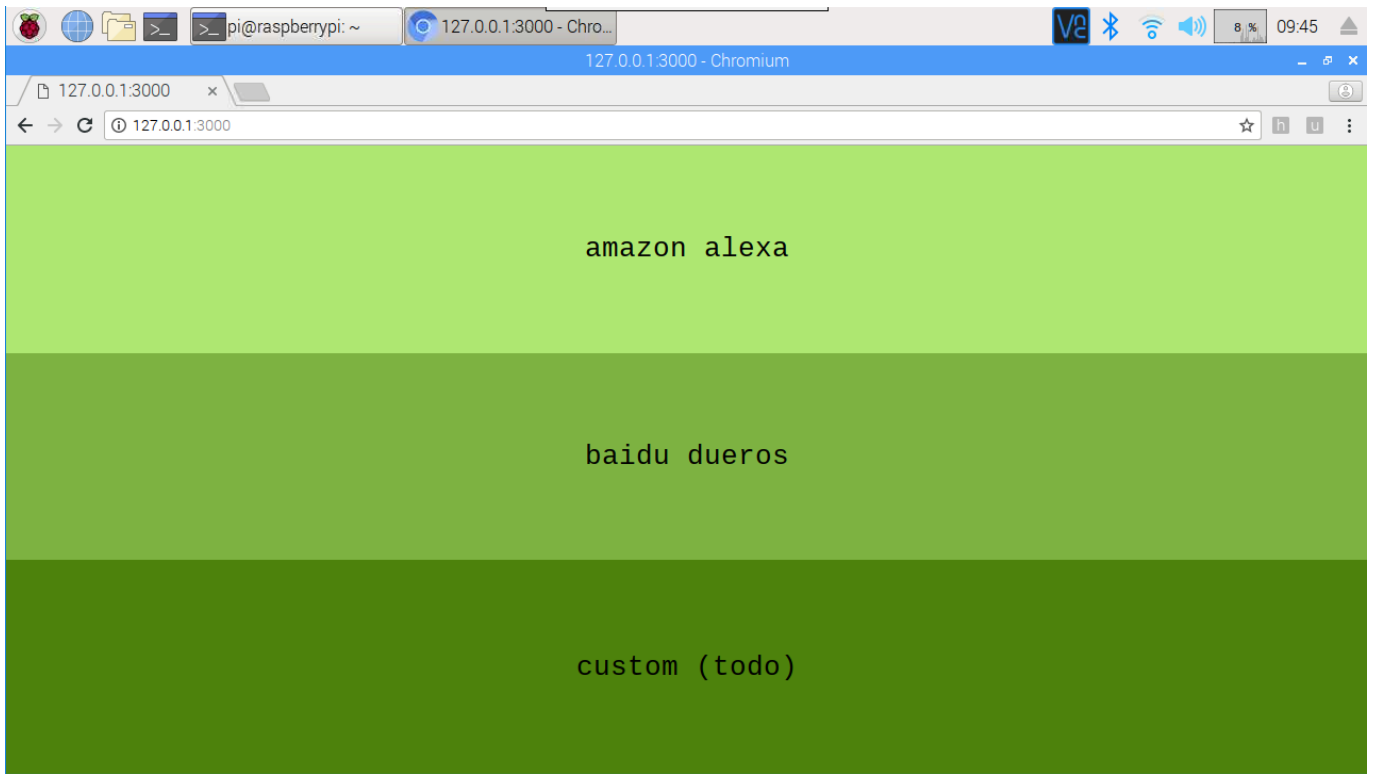 pi@raspberrypi: ~
127.0.0.1:3000 - Chro...
8 %
09:45
127.0.0.1:3000 - Chromium
127.0.0.1:3000
127.0.0.1:3000
h
u
amazon alexa
baidu dueros
custom (todo)